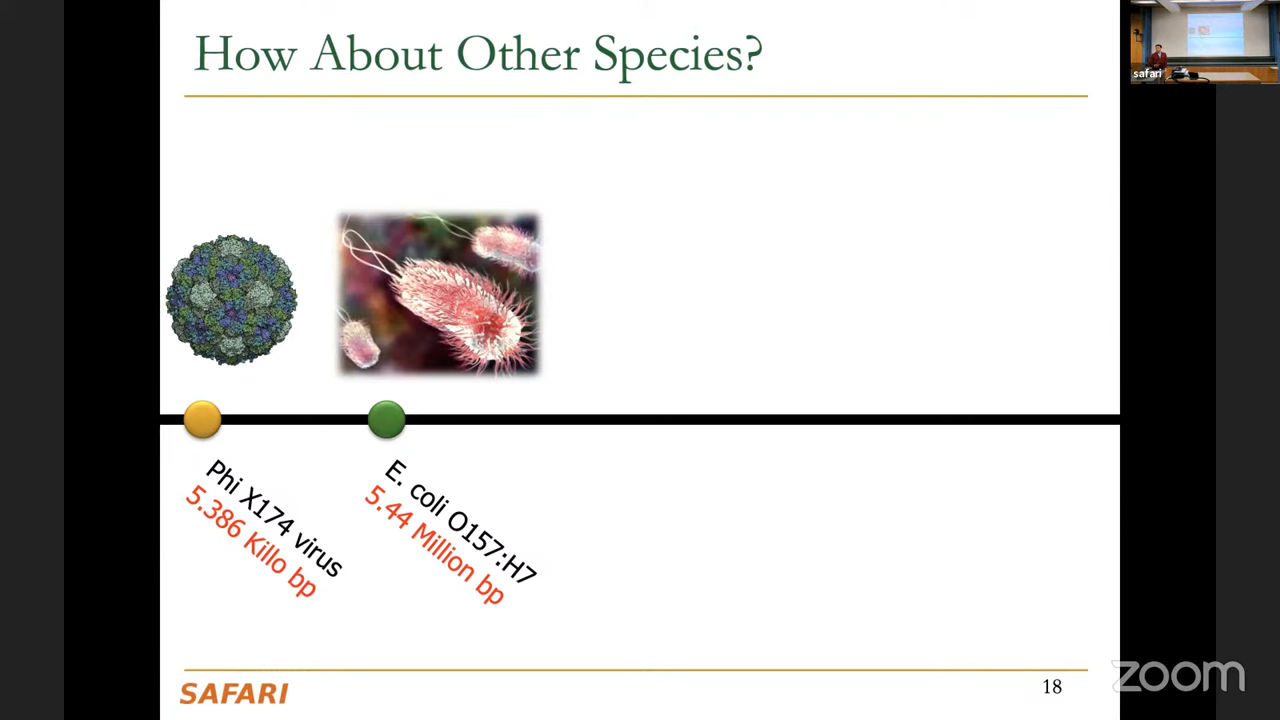 How About Other Species?
safari
Phi X174 virus
5.386 Killo bp
E. coli O157:H7
5.44 Million bp
SAFARI
18
zoom